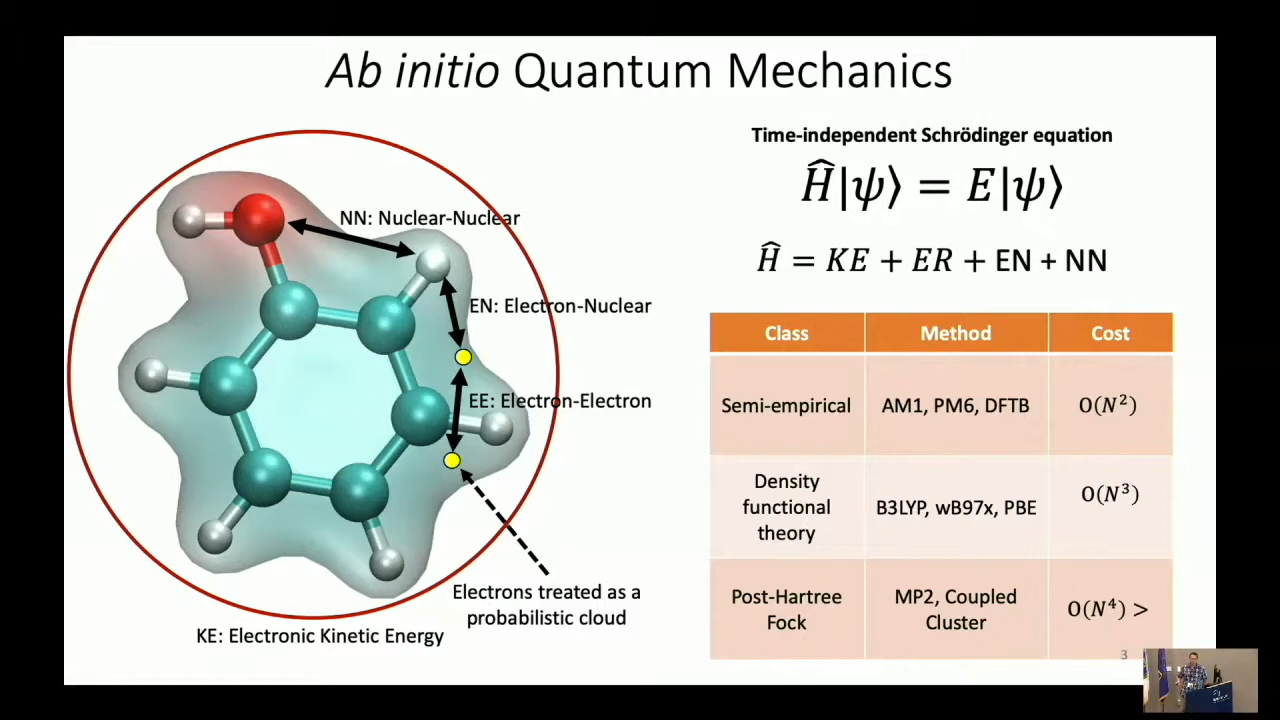 Ab initio Quantum Mechanics
NN: Nuclear-Nuclear
EN: Electron-Nuclear
EE: Electron-Electron
Electrons treated as a
probabilistic cloud
KE: Electronic Kinetic Energy
Time-independent Schrödinger equation
Ĥ|ψ⟩ = E|ψ⟩
Ĥ = KE + ER + EN + NN
Class Method Cost
Semi-empirical AM1, PM6, DFTB O(N²)
Density
functional
theory
B3LYP, wB97x, PBE
O(N³)
Post-Hartree
Fock
MP2, Coupled
Cluster
O(N⁴) >
3